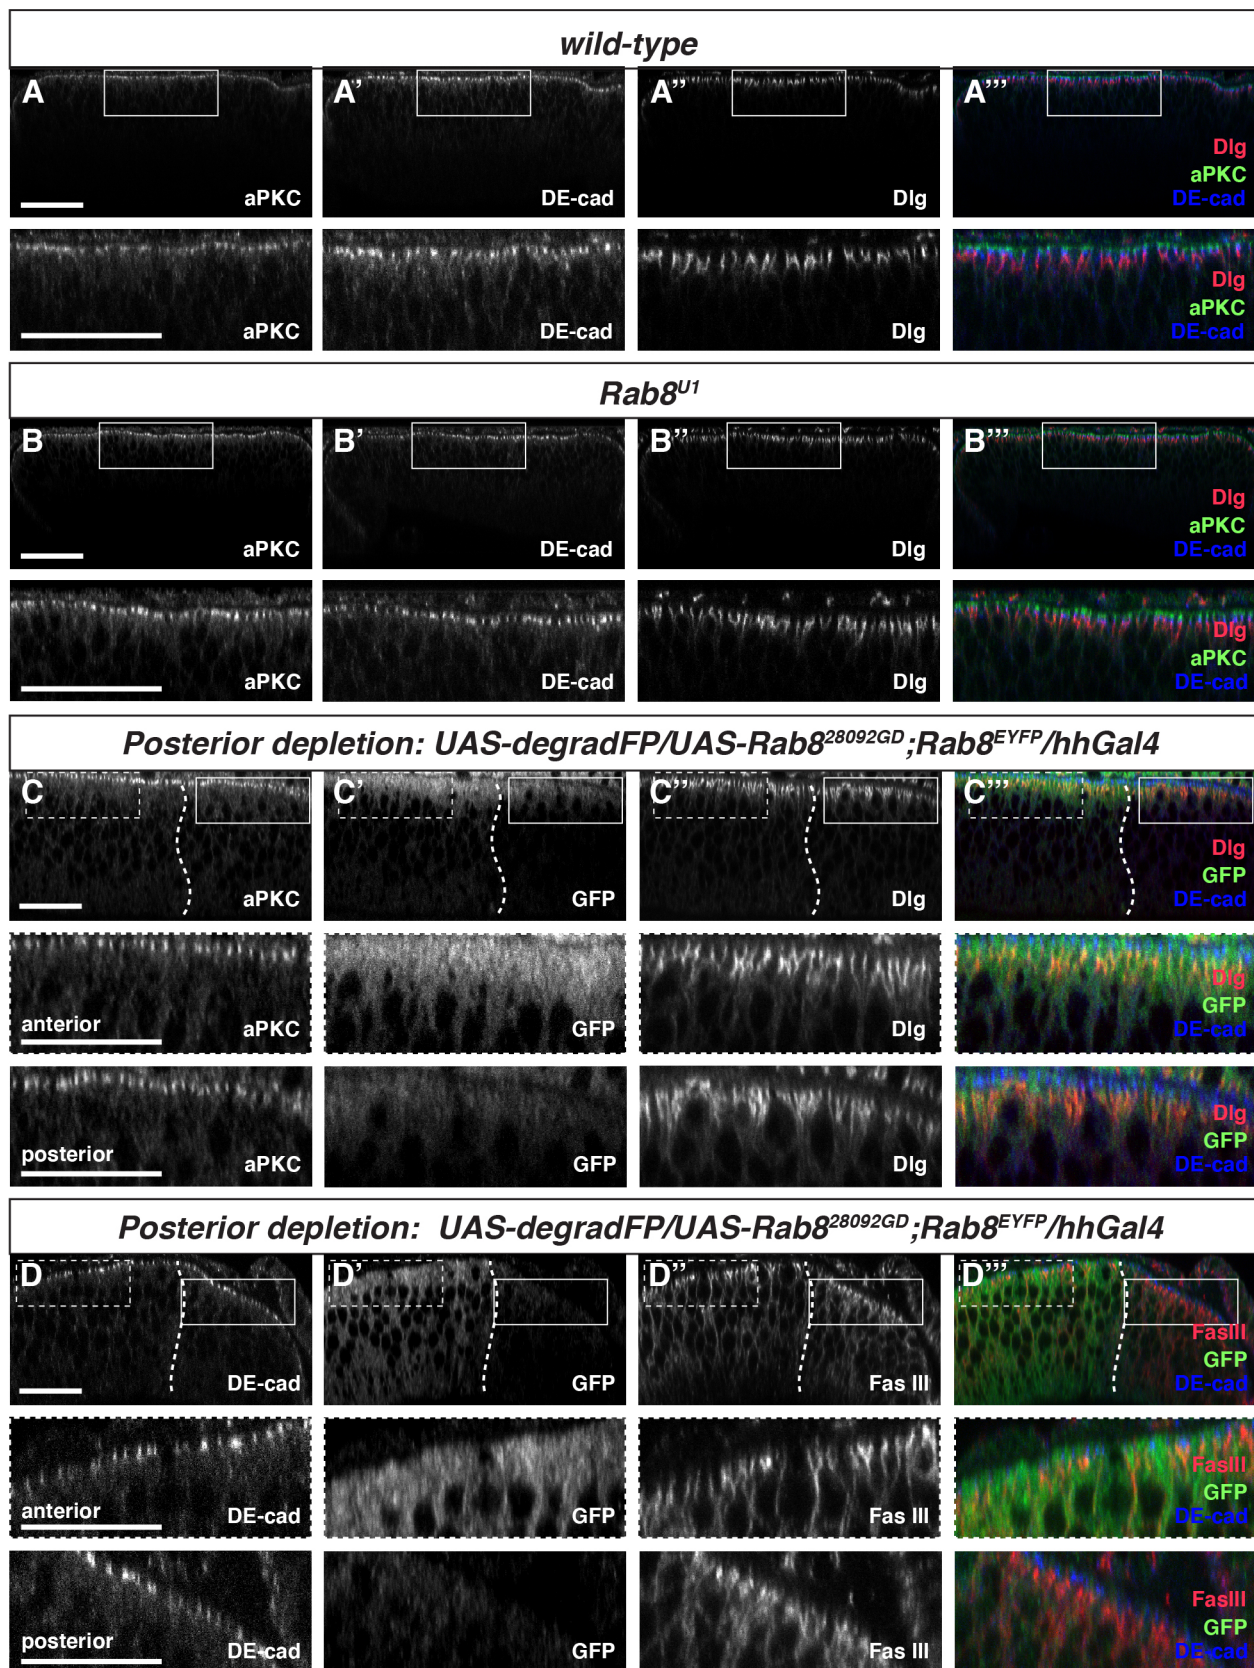 wild-type
A A' A'' A'''
Dlg
aPKC
aPKC DE-cad Dlg DE-cad
Dlg
aPKC
aPKC DE-cad Dlg DE-cad
Rab8U1
B B' B'' B'''
Dlg
aPKC
aPKC DE-cad Dlg DE-cad
Dlg
aPKC
aPKC DE-cad Dlg DE-cad
Posterior depletion: UAS-degradFP/UAS-Rab828092GD;Rab8EYFP/hhGal4
C C' C'' C'''
Dlg
GFP
aPKC GFP Dlg DE-cad
Dlg
GFP
anterior aPKC GFP Dlg DE-cad
Dlg
GFP
posterior aPKC GFP Dlg DE-cad
Posterior depletion: UAS-degradFP/UAS-Rab828092GD;Rab8EYFP/hhGal4
D D' D'' D'''
FasIII
GFP
DE-cad GFP Fas III DE-cad
FasIII
GFP
anterior DE-cad GFP Fas III DE-cad
FasIII
GFP
posterior DE-cad GFP Fas III DE-cad